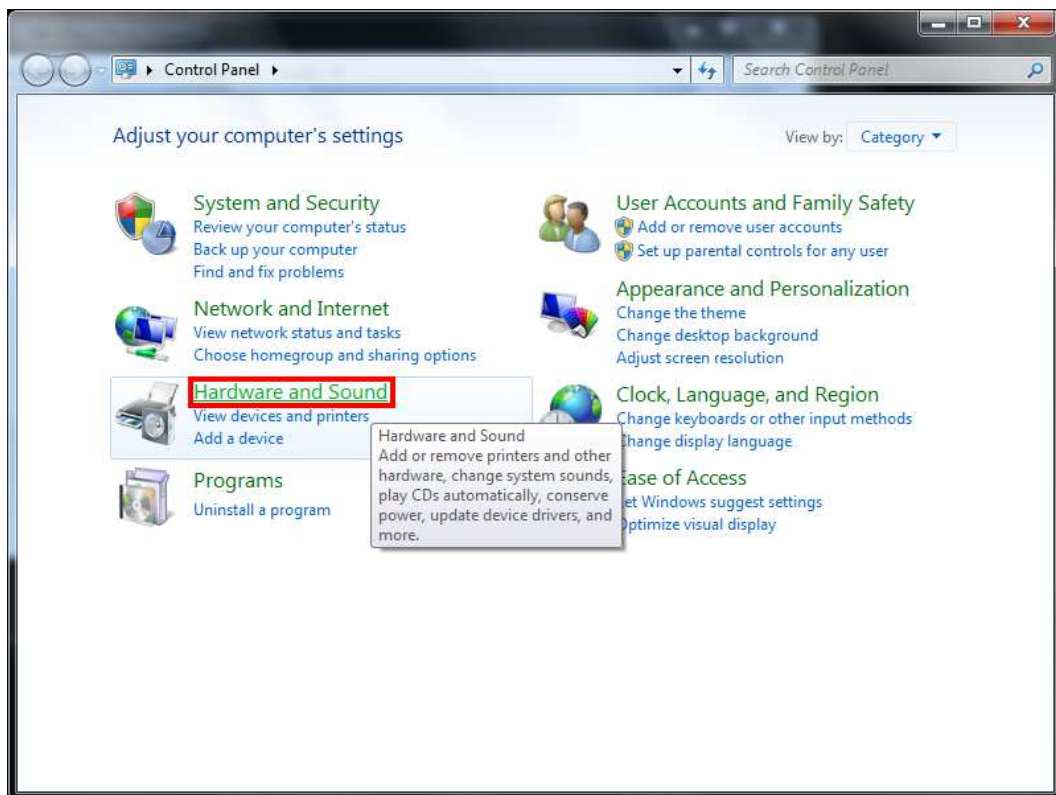 Control Panel
Search Control Panel
Adjust your computer's settings
View by: Category
System and Security
Review your computer's status
Back up your computer
Find and fix problems
Network and Internet
View network status and tasks
Choose homegroup and sharing options
Hardware and Sound
View devices and printers
Add a device
Hardware and Sound
Add or remove printers and other
hardware, change system sounds,
play CDs automatically, conserve
power, update device drivers, and
more.
Programs
Uninstall a program
User Accounts and Family Safety
Add or remove user accounts
Set up parental controls for any user
Appearance and Personalization
Change the theme
Change desktop background
Adjust screen resolution
Clock, Language, and Region
Change keyboards or other input methods
Change display language
Ease of Access
Let Windows suggest settings
Optimize visual display